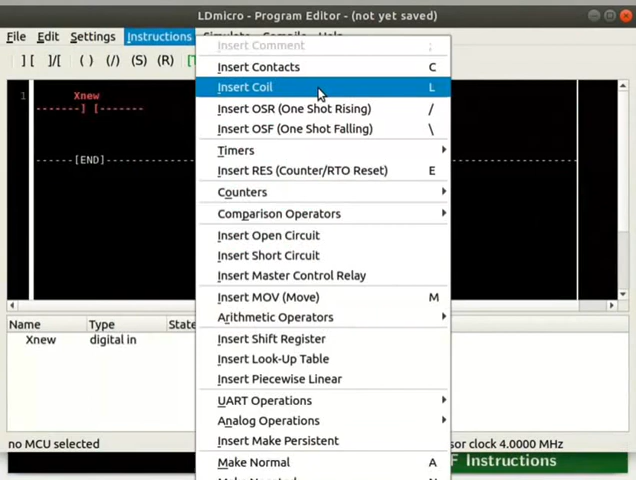 LDmicro - Program Editor - (not yet saved)
File Edit Settings Instructions Simulate Compile Help
] [ ]/[ ( ) (/) (S) (R)
Insert Comment ;
Insert Contacts C
Insert Coil L
Insert OSR (One Shot Rising) /
Insert OSF (One Shot Falling) \
Timers
Insert RES (Counter/RTO Reset) E
Counters
Comparison Operators
Insert Open Circuit
Insert Short Circuit
Insert Master Control Relay
Insert MOV (Move) M
Arithmetic Operators
Insert Shift Register
Insert Look-Up Table
Insert Piecewise Linear
UART Operations
Analog Operations
Insert Make Persistent
Make Normal A
1 Xnew
-------] [-------
-----[END]-----
Name Type State
Xnew digital in
no MCU selected
sor clock 4.0000 MHz
F Instructions